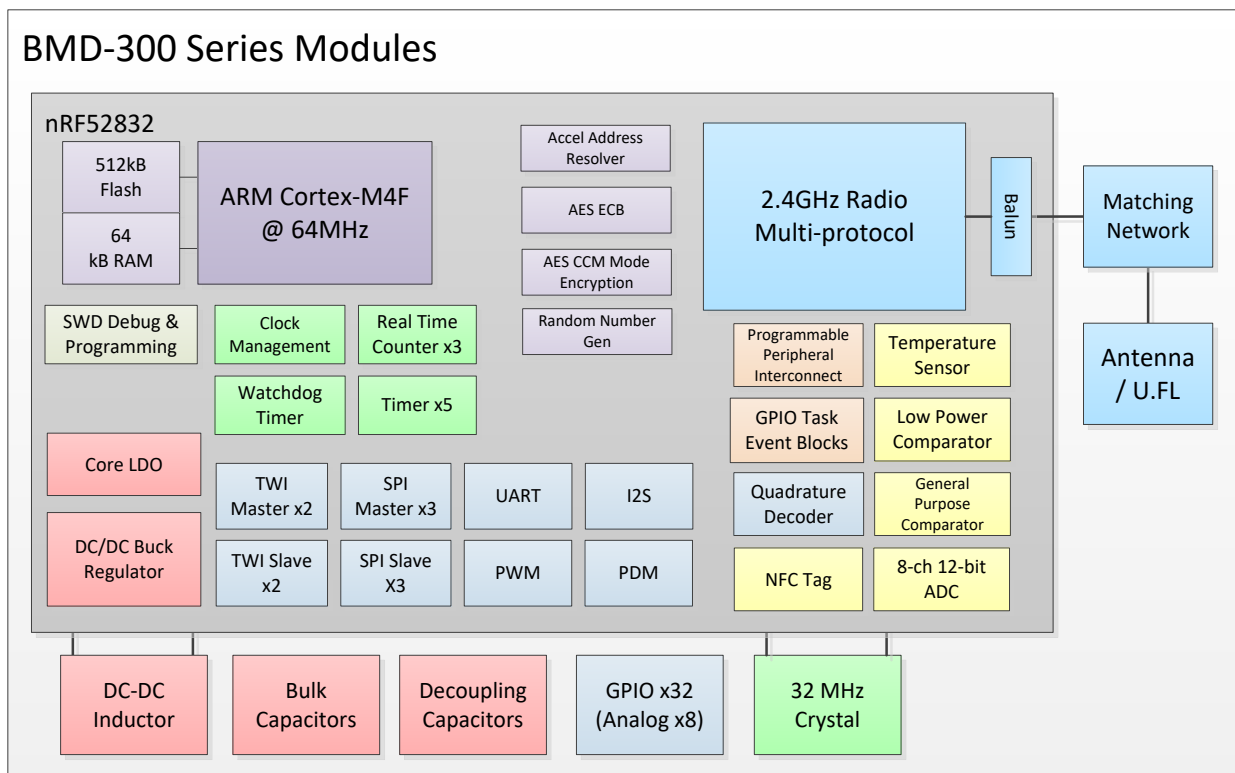 BMD-300 Series Modules
nRF52832
512kB
Flash
64
kB RAM
ARM Cortex-M4F
@ 64MHz
Accel Address
Resolver
AES ECB
AES CCM Mode
Encryption
Random Number
Gen
2.4GHz Radio
Multi-protocol
Balun
Matching
Network
Antenna
/ U.FL
SWD Debug &
Programming
Clock
Management
Real Time
Counter x3
Watchdog
Timer
Timer x5
Programmable
Peripheral
Interconnect
Temperature
Sensor
GPIO Task
Event Blocks
Low Power
Comparator
Core LDO
DC/DC Buck
Regulator
TWI
Master x2
SPI
Master x3
UART
I2S
Quadrature
Decoder
General
Purpose
Comparator
TWI Slave
x2
SPI Slave
X3
PWM
PDM
NFC Tag
8-ch 12-bit
ADC
DC-DC
Inductor
Bulk
Capacitors
Decoupling
Capacitors
GPIO x32
(Analog x8)
32 MHz
Crystal